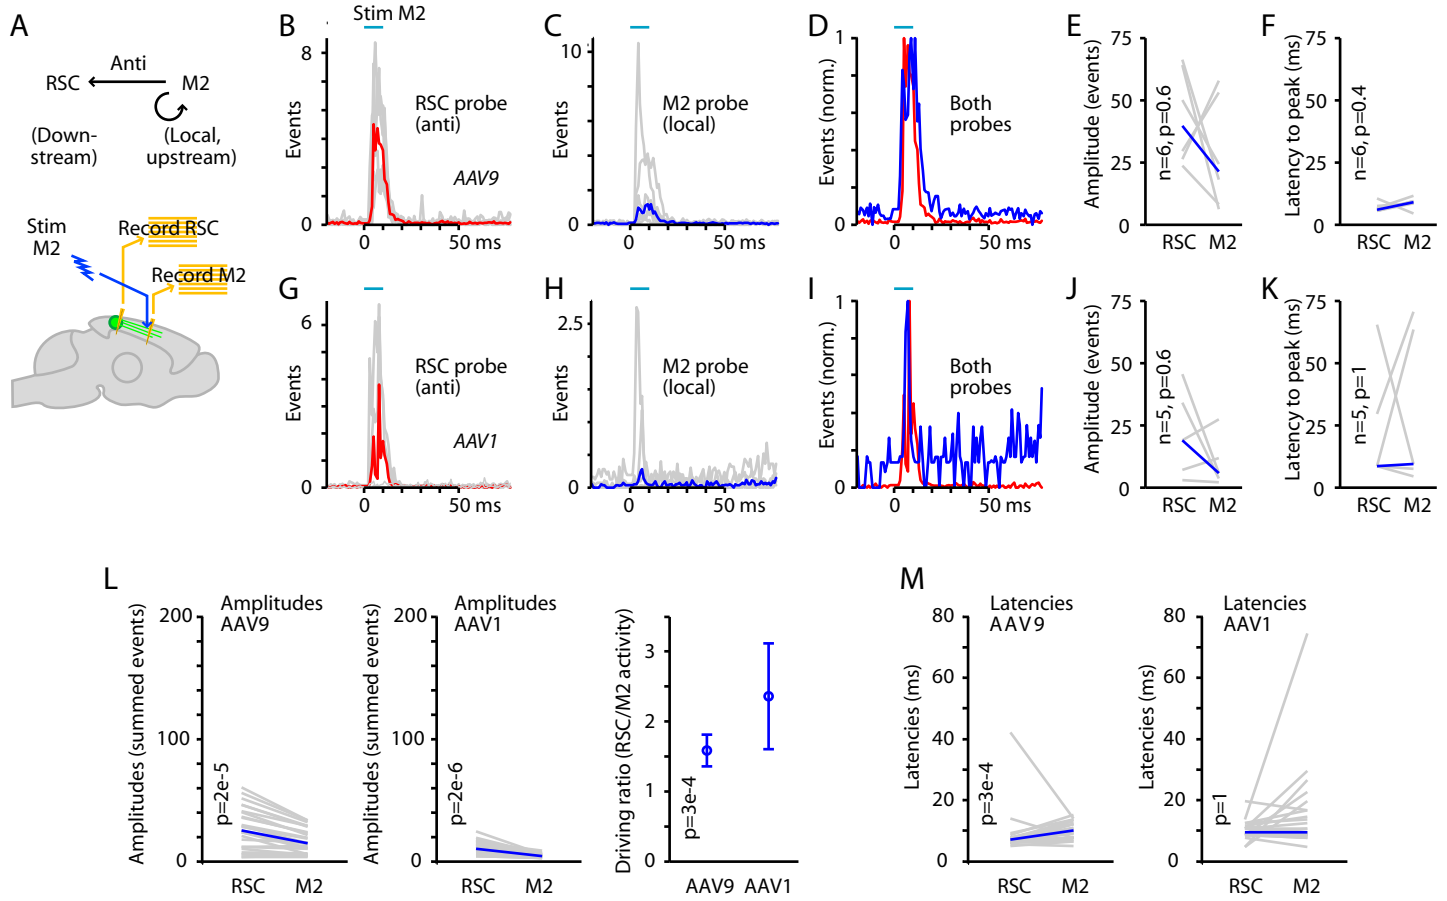 A
RSC
Anti
M2
(Down-
stream)
(Local,
upstream)
Stim
M2
Record RSC
Record M2
B
Stim M2
8
Events
0
RSC probe
(anti)
AAV9
0
50 ms
C
10
Events
0
M2 probe
(local)
0
50 ms
D
1
Events (norm.)
0
Both
probes
0
50 ms
E
75
50
25
0
Amplitude (events)
n=6, p=0.6
RSC
M2
F
75
50
25
0
Latency to peak (ms)
n=6, p=0.4
RSC
M2
G
6
Events
0
RSC probe
(anti)
AAV1
0
50 ms
H
2.5
Events
0
M2 probe
(local)
0
50 ms
I
1
Events (norm.)
0
Both
probes
0
50 ms
J
75
50
25
0
Amplitude (events)
n=5, p=0.6
RSC
M2
K
75
50
25
0
Latency to peak (ms)
n=5, p=1
RSC
M2
L
Amplitudes
AAV9
200
100
0
Amplitudes (summed events)
p=2e-5
RSC
M2
Amplitudes
AAV1
200
100
0
Amplitudes (summed events)
p=2e-6
RSC
M2
3
2
1
0
Driving ratio (RSC/M2 activity)
p=3e-4
AAV9
AAV1
M
Latencies
AAV9
80
60
40
20
0
Latencies (ms)
p=3e-4
RSC
M2
Latencies
AAV1
80
60
40
20
0
Latencies (ms)
p=1
RSC
M2